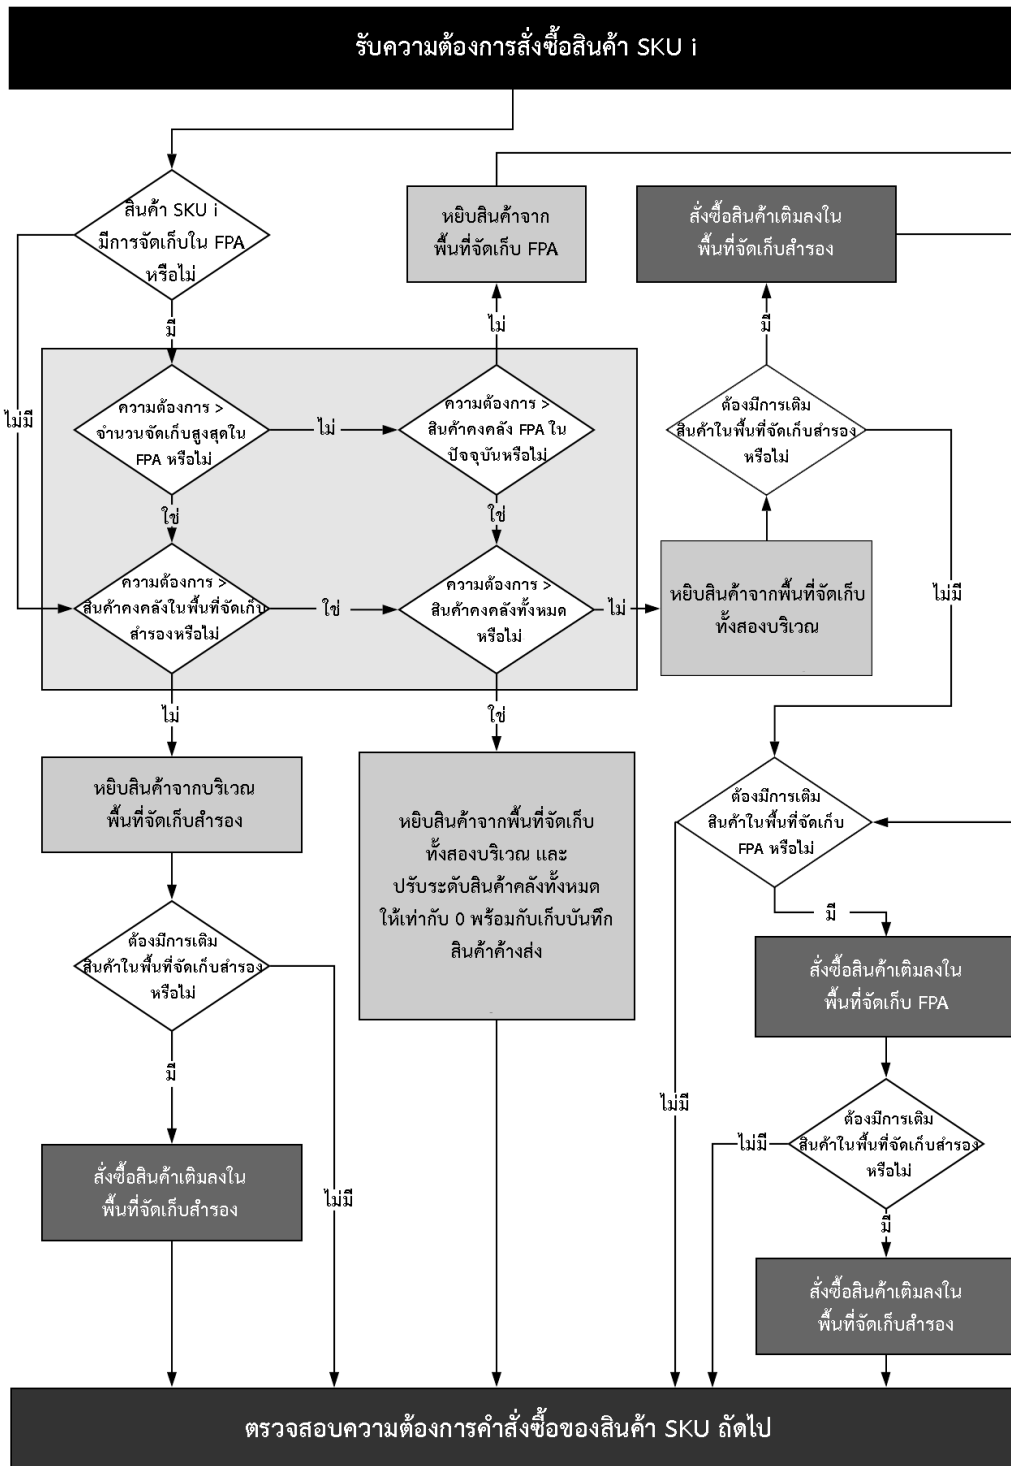 รับความต้องการสั่งซื้อสินค้า SKU i
สินค้า SKU i
มีการจัดเก็บใน FPA
หรือไม่
หยิบสินค้าจาก
พื้นที่จัดเก็บ FPA
สั่งซื้อสินค้าเติมลงใน
พื้นที่จัดเก็บสำรอง
มี
ไม่
มี
ไม่มี
ความต้องการ >
จำนวนจัดเก็บสูงสุดใน
FPA หรือไม่
ไม่
ความต้องการ >
สินค้าคงคลัง FPA ใน
ปัจจุบันหรือไม่
ต้องมีการเติม
สินค้าในพื้นที่จัดเก็บสำรอง
หรือไม่
ใช่
ใช่
ความต้องการ >
สินค้าคงคลังในพื้นที่จัดเก็บ
สำรองหรือไม่
ใช่
ความต้องการ >
สินค้าคงคลังทั้งหมด
หรือไม่
ไม่
หยิบสินค้าจากพื้นที่จัดเก็บ
ทั้งสองบริเวณ
ไม่มี
ไม่
ใช่
หยิบสินค้าจากบริเวณ
พื้นที่จัดเก็บสำรอง
หยิบสินค้าจากพื้นที่จัดเก็บ
ทั้งสองบริเวณ และ
ปรับระดับสินค้าคลังทั้งหมด
ให้เท่ากับ 0 พร้อมกับเก็บบันทึก
สินค้าค้างส่ง
ต้องมีการเติม
สินค้าในพื้นที่จัดเก็บ
FPA หรือไม่
มี
ต้องมีการเติม
สินค้าในพื้นที่จัดเก็บสำรอง
หรือไม่
สั่งซื้อสินค้าเติมลงใน
พื้นที่จัดเก็บ FPA
มี
ไม่มี
ต้องมีการเติม
สินค้าในพื้นที่จัดเก็บสำรอง
หรือไม่
ไม่มี
สั่งซื้อสินค้าเติมลงใน
พื้นที่จัดเก็บสำรอง
ไม่มี
มี
สั่งซื้อสินค้าเติมลงใน
พื้นที่จัดเก็บสำรอง
ตรวจสอบความต้องการคำสั่งซื้อของสินค้า SKU ถัดไป